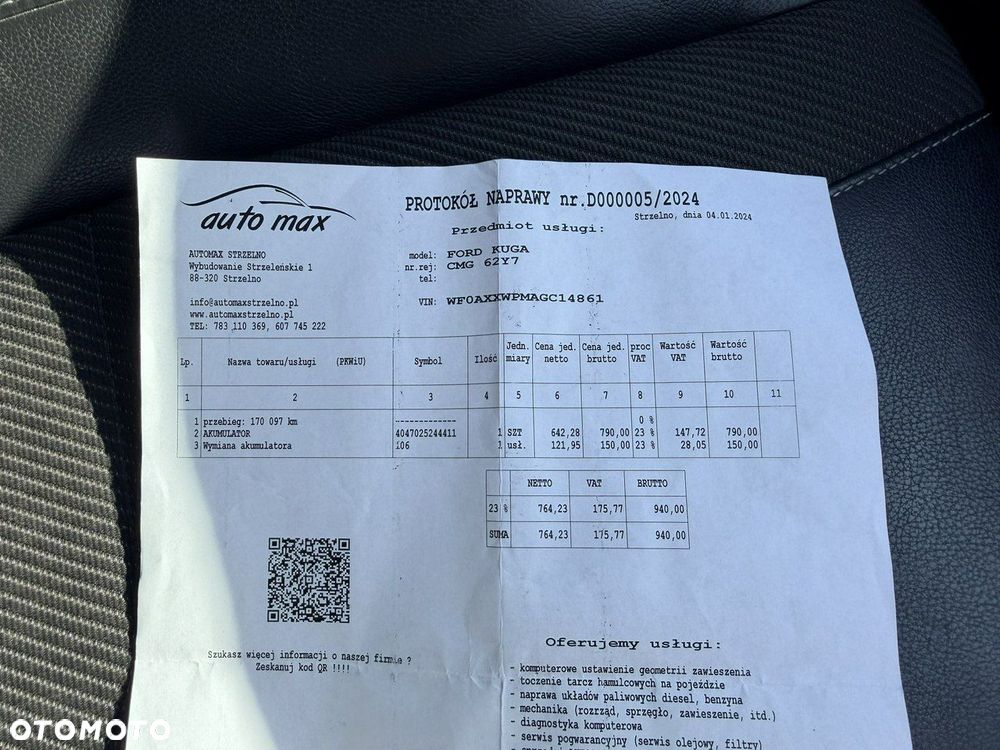 auto max
PROTOKÓŁ NAPRAWY nr.D000005/2024
Strzelno, dnia 04.01.2024
Przedmiot usługi:
AUTOMAX STRZELNO
Wybudowanie Strzeleńskie 1
88-320 Strzelno
model: FORD KUGA
nr.rej: CMG 62Y7
tel:
info@automaxstrzelno.pl
www.automaxstrzelno.pl
TEL: 783 110 369, 607 745 222
VIN: WF0AXXWPMAGC14861
Lp. Nazwa towaru/usługi (PKWiU) Symbol Ilość Jedn. miary Cena jed. netto Cena jed. brutto proc VAT Wartość VAT Wartość brutto
1 2 3 4 5 6 7 8 9 10 11
1 przebieg: 170 097 km -------------- 0 %
2 AKUMULATOR 4047025244411 1 SZT 642,28 790,00 23 % 147,72 790,00
3 Wymiana akumulatora 106 1 usł. 121,95 150,00 23 % 28,05 150,00
NETTO VAT BRUTTO
23 % 764,23 175,77 940,00
SUMA 764,23 175,77 940,00
Szukasz więcej informacji o naszej firmie ?
Zeskanuj kod QR !!!!
Oferujemy usługi:
- komputerowe ustawienie geometrii zawieszenia
- toczenie tarcz hamulcowych na pojeździe
- naprawa układów paliwowych diesel, benzyna
- mechanika (rozrząd, sprzęgło, zawieszenie, itd.)
- diagnostyka komputerowa
- serwis pogwarancyjny (serwis olejowy, filtry)
OTOMOTO